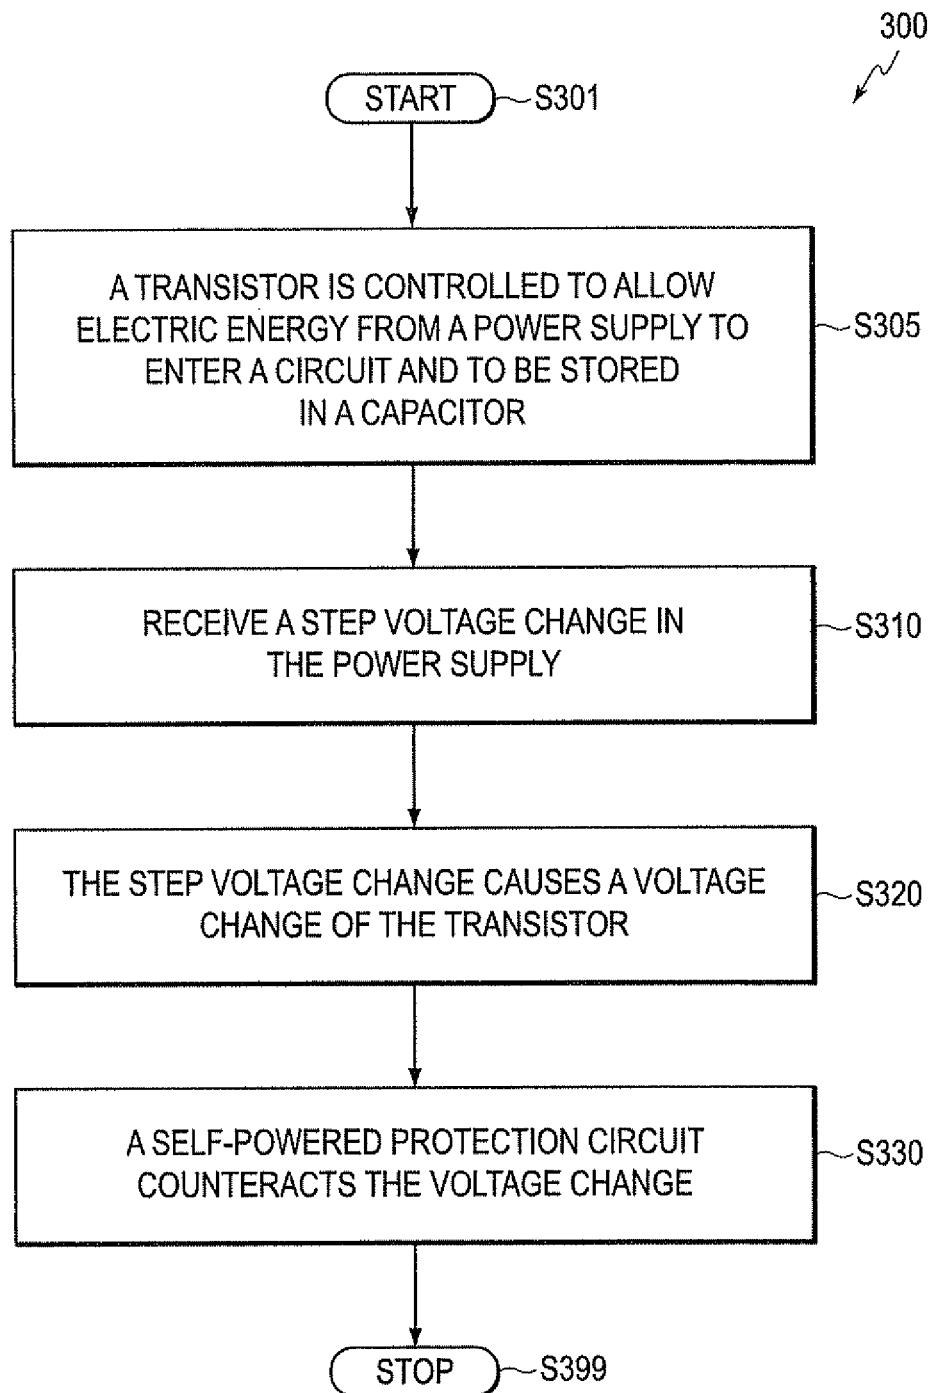 300
START
S301
A TRANSISTOR IS CONTROLLED TO ALLOW
ELECTRIC ENERGY FROM A POWER SUPPLY TO
ENTER A CIRCUIT AND TO BE STORED
IN A CAPACITOR
S305
RECEIVE A STEP VOLTAGE CHANGE IN
THE POWER SUPPLY
S310
THE STEP VOLTAGE CHANGE CAUSES A VOLTAGE
CHANGE OF THE TRANSISTOR
S320
A SELF-POWERED PROTECTION CIRCUIT
COUNTERACTS THE VOLTAGE CHANGE
S330
STOP
S399